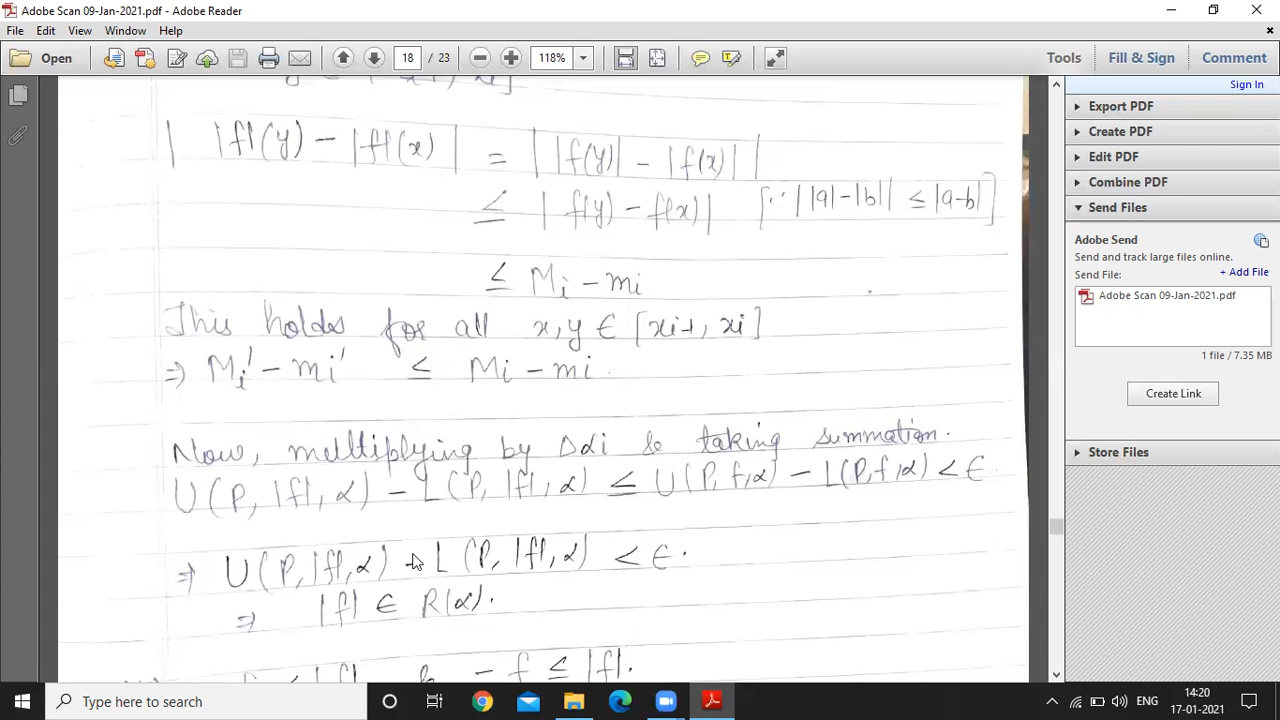 Adobe Scan 09-Jan-2021.pdf - Adobe Reader
File Edit View Window Help
Open 18 / 23 118% Tools Fill & Sign Comment
| |f|(y) - |f|(x) | = | |f(y)| - |f(x)| |
≤ | f(y) - f(x) | [∵ | |a| - |b| | ≤ |a-b| ]
≤ Mi - mi
This holds for all x, y ∈ [xi-1, xi]
⇒ Mi' - mi' ≤ Mi - mi.
Now, multiplying by Δαi & taking summation.
U(P, |f|, α) - L(P, |f|, α) ≤ U(P, f, α) - L(P, f, α) < ε
⇒ U(P, |f|, α) - L(P, |f|, α) < ε.
⇒ |f| ∈ R(α).
- f ≤ |f|.
Sign In
Export PDF
Create PDF
Edit PDF
Combine PDF
Send Files
Adobe Send
Send and track large files online.
Send File: + Add File
Adobe Scan 09-Jan-2021.pdf
1 file / 7.35 MB
Create Link
Store Files
Type here to search
ENG
14:20
17-01-2021